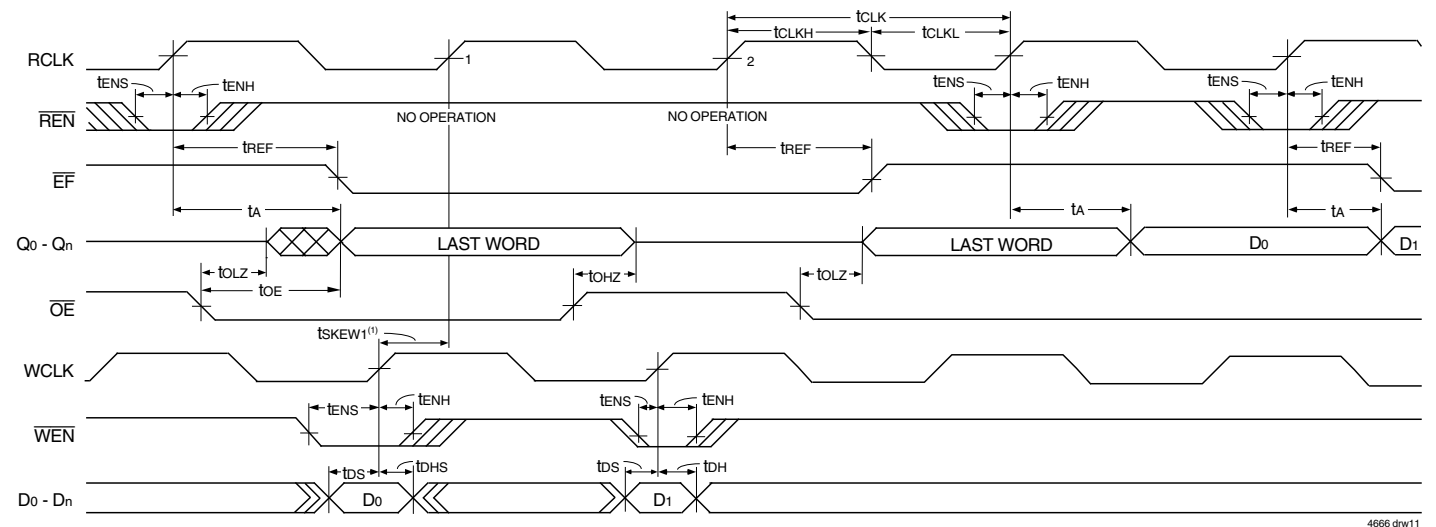 tCLK
tCLKH
tCLKL
RCLK
1
2
tENS
tENH
tENS
tENH
tENS
tENH
REN
NO OPERATION
NO OPERATION
tREF
tREF
tREF
EF
tA
tA
tA
Q0 - Qn
LAST WORD
LAST WORD
D0
D1
tOLZ
tOHZ
tOLZ
tOE
OE
tSKEW1(1)
WCLK
tENS
tENH
tENS
tENH
WEN
tDS
tDHS
tDS
tDH
D0 - Dn
D0
D1
4666 drw11